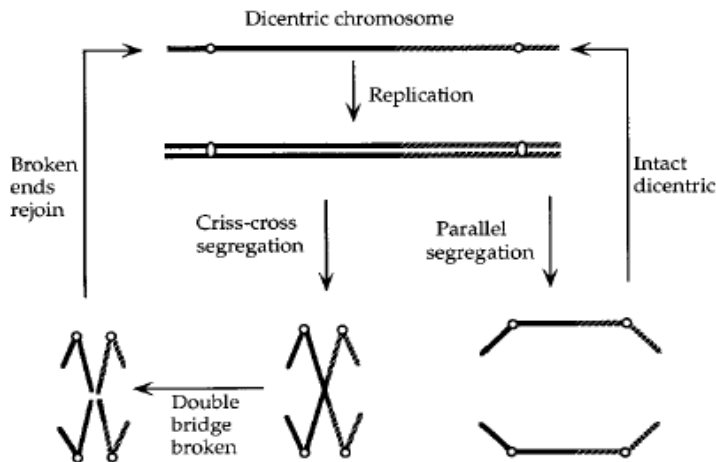 Dicentric chromosome
Replication
Broken
ends
rejoin
Intact
dicentric
Criss-cross
segregation
Parallel
segregation
Double
bridge
broken